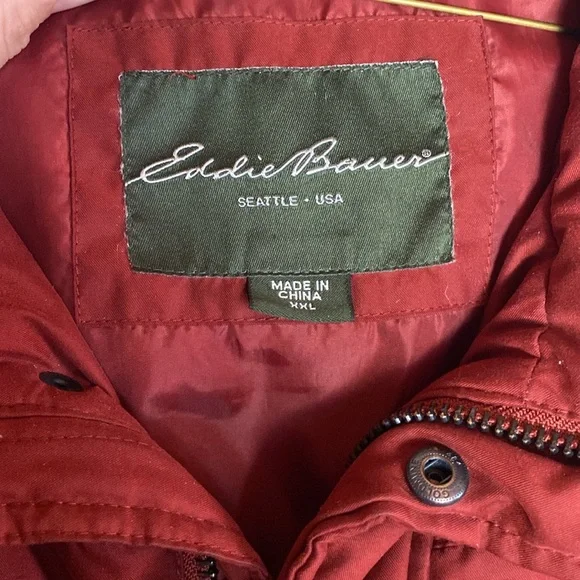 Eddie Bauer®
SEATTLE • USA
MADE IN
CHINA
XXL